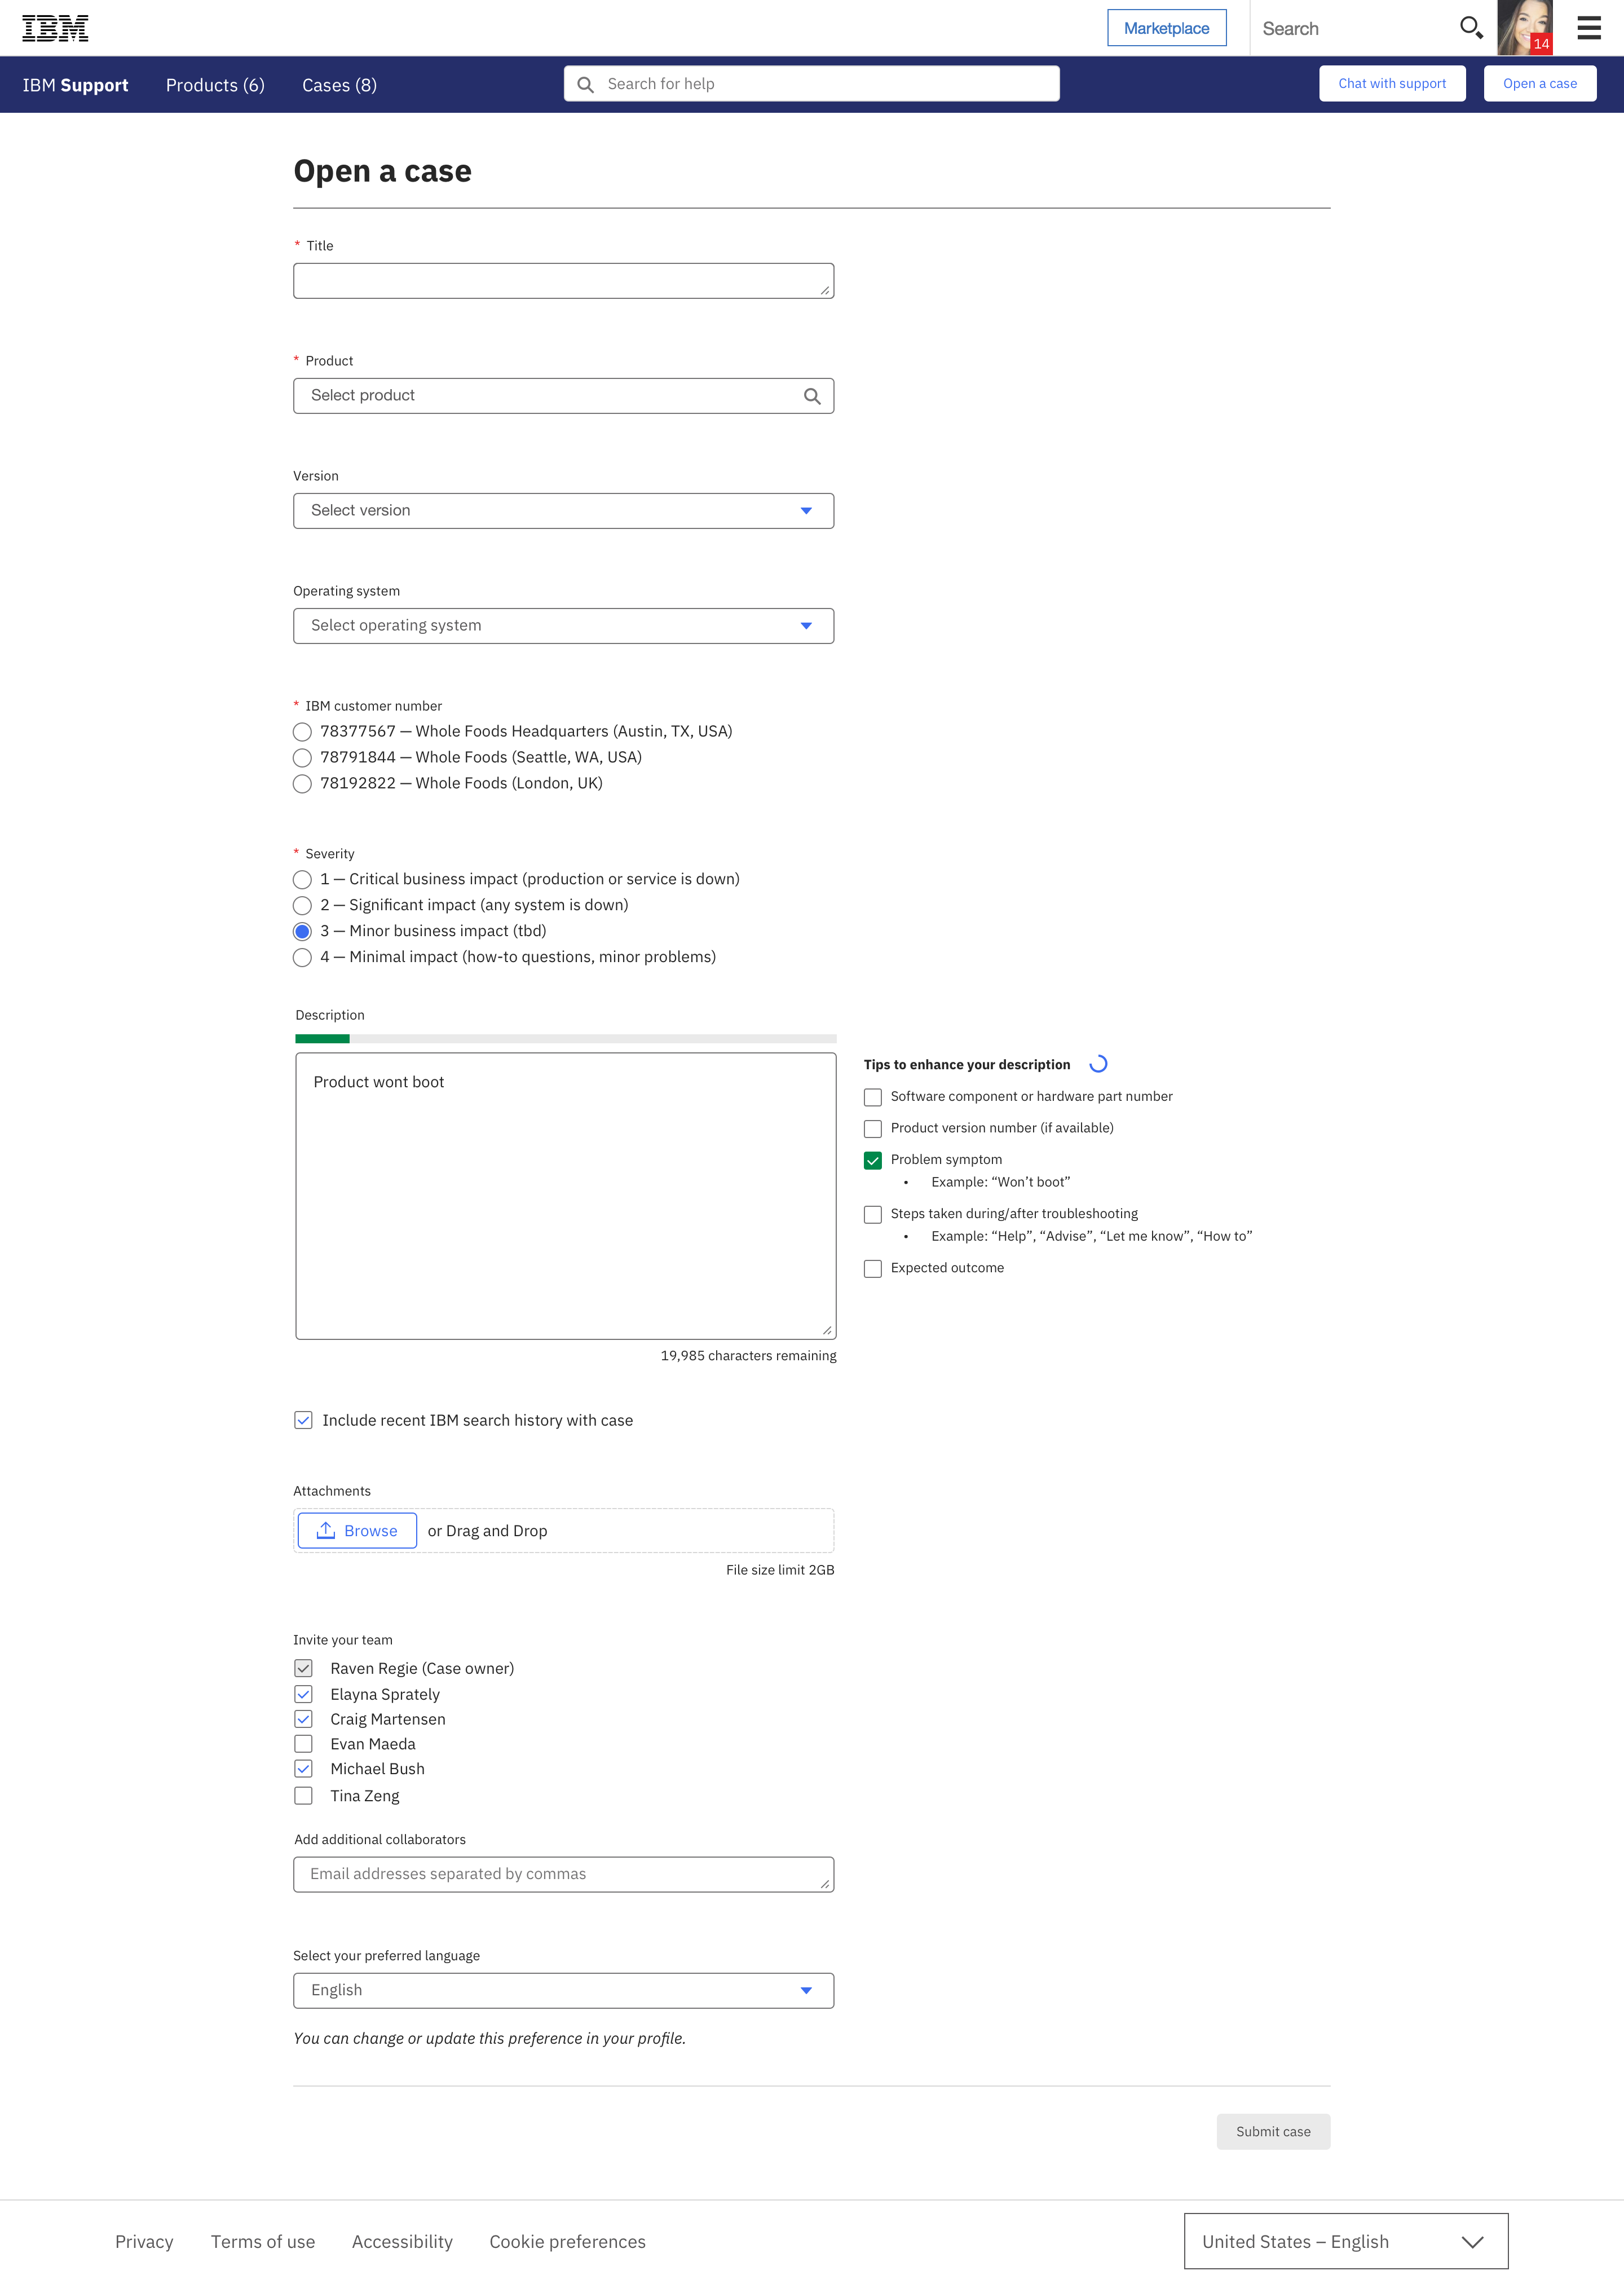 IBM
Marketplace
Search
14
IBM Support
Products (6)
Cases (8)
Search for help
Chat with support
Open a case
Open a case
* Title
* Product
Select product
Version
Select version
Operating system
Select operating system
* IBM customer number
78377567 — Whole Foods Headquarters (Austin, TX, USA)
78791844 — Whole Foods (Seattle, WA, USA)
78192822 — Whole Foods (London, UK)
* Severity
1 — Critical business impact (production or service is down)
2 — Significant impact (any system is down)
3 — Minor business impact (tbd)
4 — Minimal impact (how-to questions, minor problems)
Description
Product wont boot
19,985 characters remaining
Tips to enhance your description
Software component or hardware part number
Product version number (if available)
Problem symptom
• Example: “Won’t boot”
Steps taken during/after troubleshooting
• Example: “Help”, “Advise”, “Let me know”, “How to”
Expected outcome
Include recent IBM search history with case
Attachments
Browse or Drag and Drop
File size limit 2GB
Invite your team
Raven Regie (Case owner)
Elayna Sprately
Craig Martensen
Evan Maeda
Michael Bush
Tina Zeng
Add additional collaborators
Email addresses separated by commas
Select your preferred language
English
You can change or update this preference in your profile.
Submit case
Privacy
Terms of use
Accessibility
Cookie preferences
United States – English